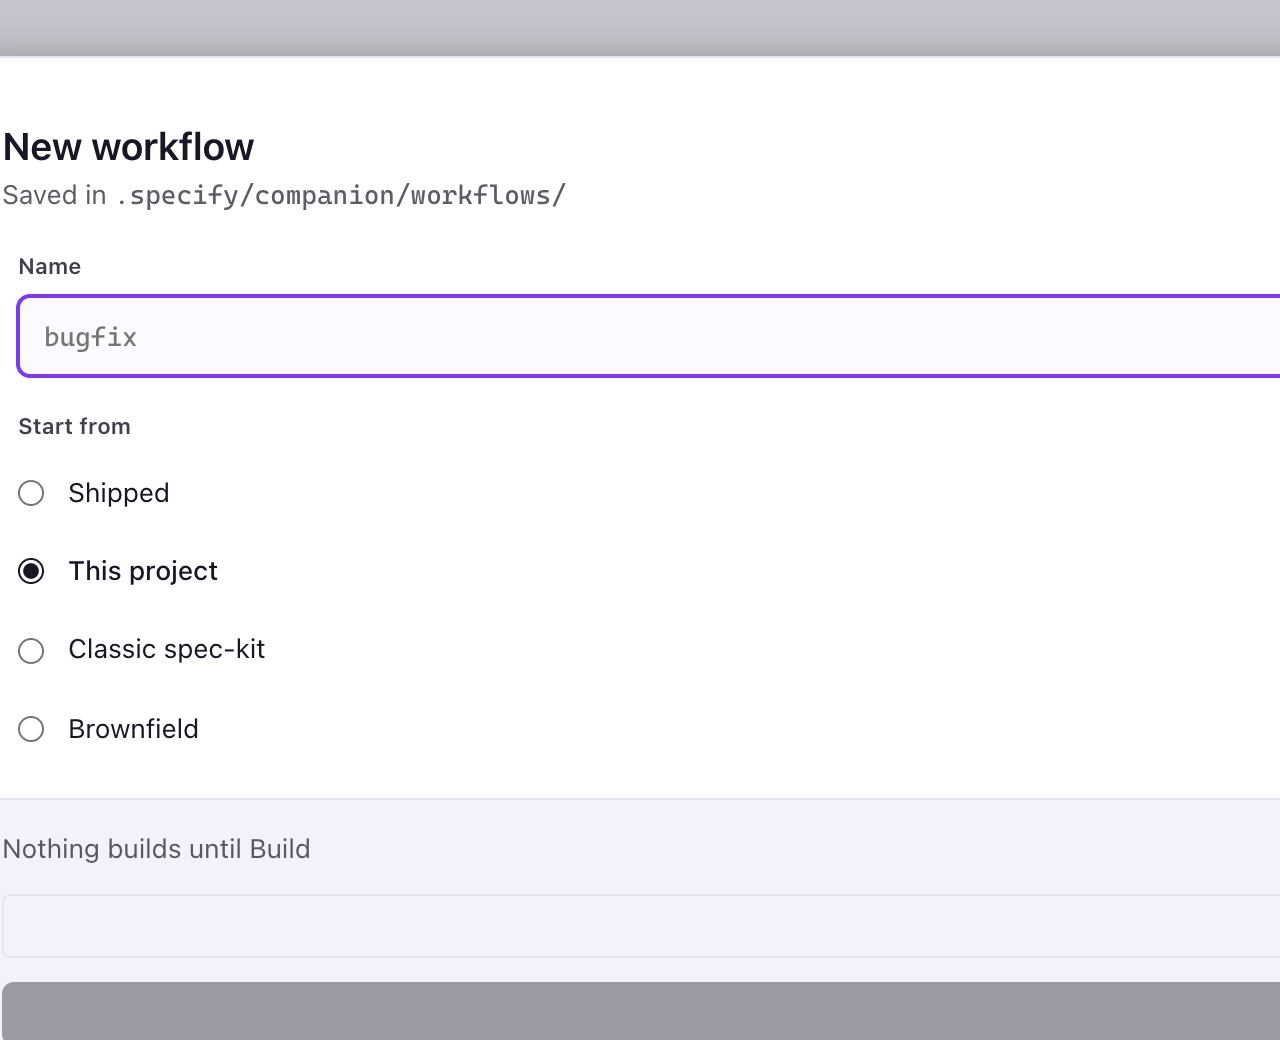 New workflow
Saved in .specify/companion/workflows/
Name
bugfix
Start from
Shipped
This project
Classic spec-kit
Brownfield
Nothing builds until Build